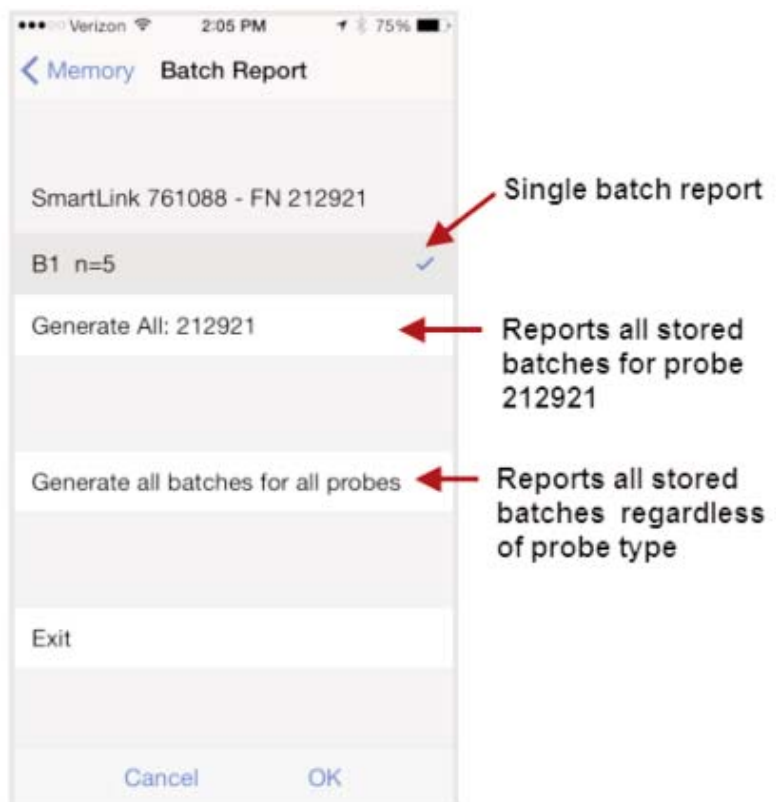 Verizon 2:05 PM 75%
Memory Batch Report
SmartLink 761088 - FN 212921
Single batch report
B1 n=5
Generate All: 212921
Reports all stored
batches for probe
212921
Generate all batches for all probes
Reports all stored
batches regardless
of probe type
Exit
Cancel OK